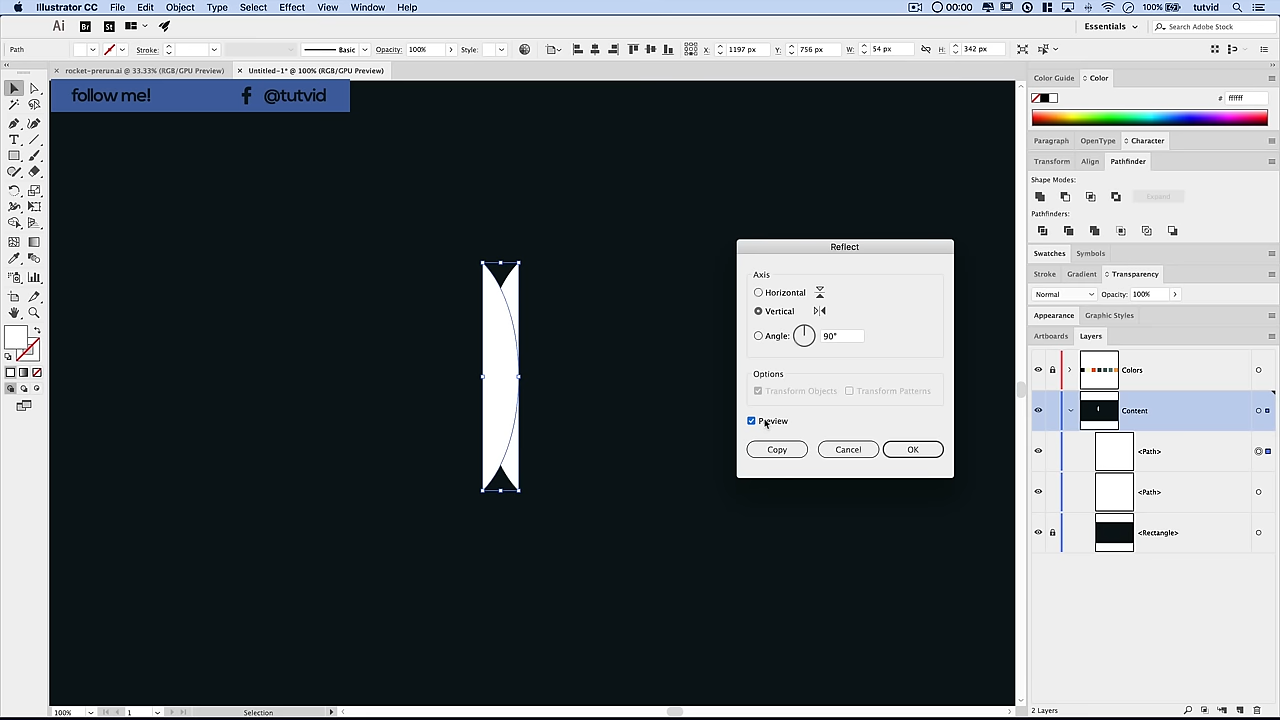 Illustrator CC File Edit Object Type Select Effect View Window Help 00:00 100% tutvid
Ai Br St Essentials Search Adobe Stock
Path Stroke: Basic Opacity: 100% Style: X: 1197 px Y: 756 px W: 54 px H: 342 px
rocket-prerun.ai @ 33.33% (RGB/GPU Preview) Untitled-1* @ 100% (RGB/GPU Preview)
follow me! @tutvid
Color Guide Color
# ffffff
Paragraph OpenType Character
Transform Align Pathfinder
Shape Modes:
Expand
Pathfinders:
Swatches Symbols
Stroke Gradient Transparency
Normal Opacity: 100%
Appearance Graphic Styles
Artboards Layers
Colors
Content
<Path>
<Path>
<Rectangle>
2 Layers
Reflect
Axis
Horizontal
Vertical
Angle: 90°
Options
Transform Objects Transform Patterns
Preview
Copy Cancel OK
100% 1 Selection